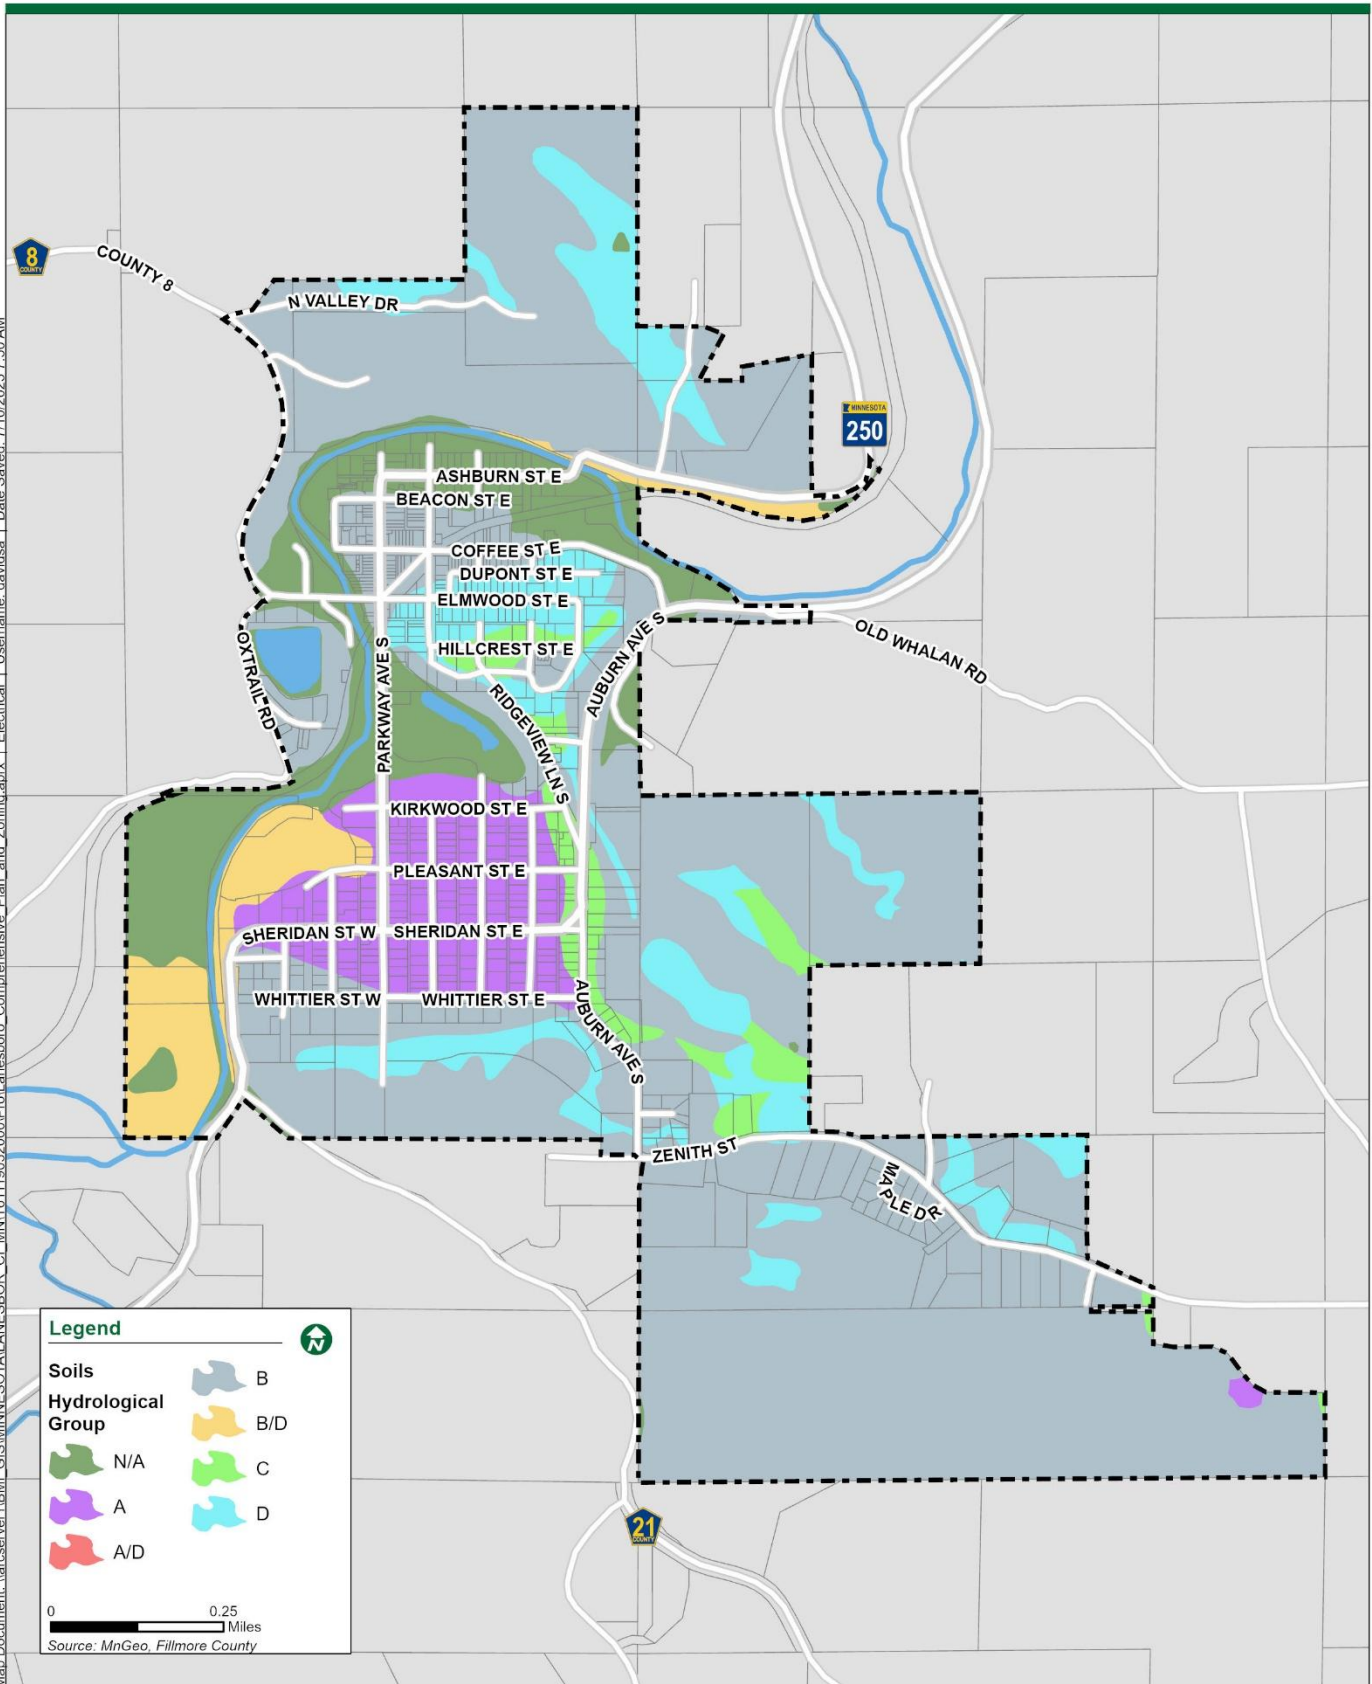 8
COUNTY
COUNTY 8
N VALLEY DR
MINNESOTA
250
ASHBURN ST E
BEACON ST E
COFFEE ST E
DUPONT ST E
ELMWOOD ST E
HILLCREST ST E
AUBURN AVE S
OLD WHALAN RD
OXTRAIL RD
PARKWAY AVE S
RIDGEVIEW LN S
KIRKWOOD ST E
PLEASANT ST E
SHERIDAN ST W
SHERIDAN ST E
WHITTIER ST W
WHITTIER ST E
AUBURN AVE S
ZENITH ST
MAPLE DR
21
COUNTY
Legend
N
Soils
Hydrological
Group
N/A
A
A/D
B
B/D
C
D
0 0.25
Miles
Source: MnGeo, Fillmore County